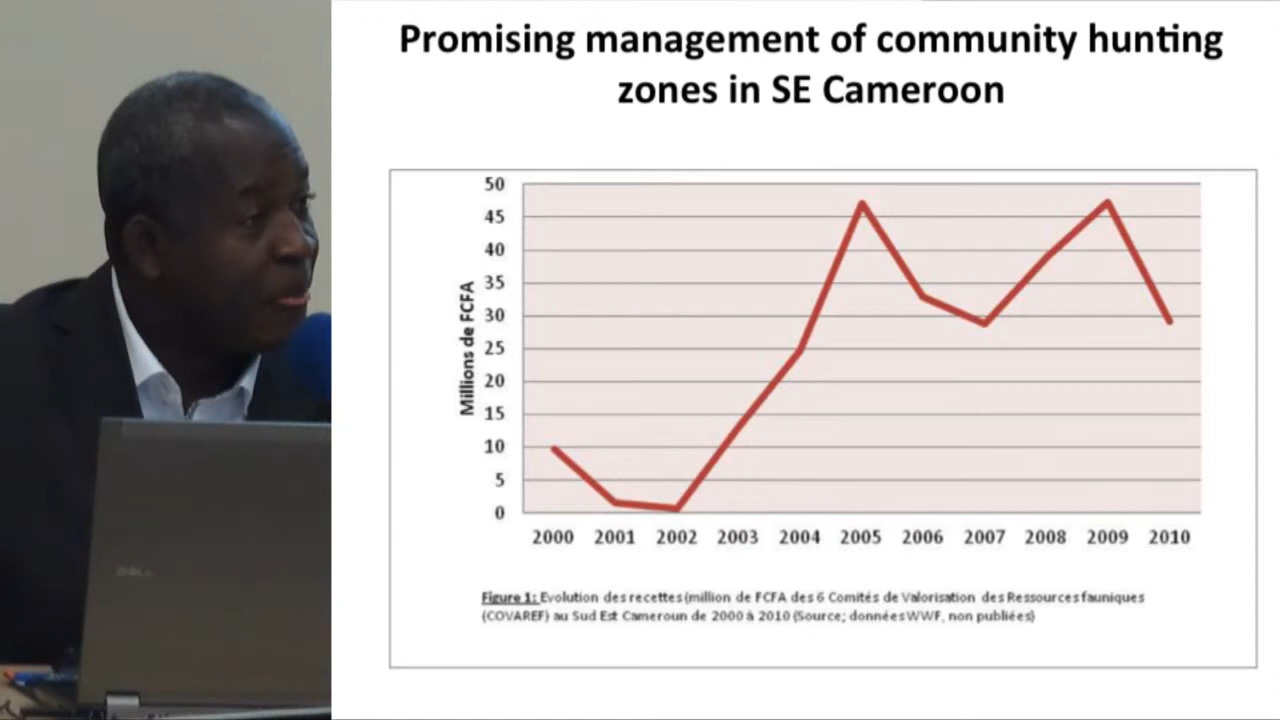 Promising management of community hunting
zones in SE Cameroon
50
45
40
35
30
25
20
15
10
5
0
Millions de FCFA
2000 2001 2002 2003 2004 2005 2006 2007 2008 2009 2010
Figure 1: Evolution des recettes (million de FCFA des 6 Comités de Valorisation des Ressources fauniques
(COVAREF) au Sud Est Cameroun de 2000 à 2010 (Source; données WWF, non publiées)
DELL